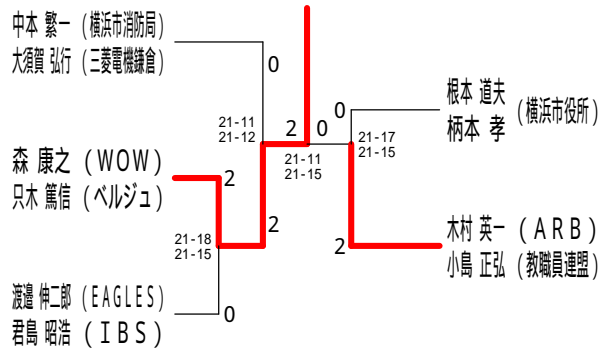 中本 繁一 (横浜市消防局)
大須賀 弘行 (三菱電機鎌倉)
0
21-11
21-12
2
森 康之 (WOW)
只木 篤信 (ベルジュ)
2
2
21-18
21-15
渡邉 伸二郎 (EAGLES)
君島 昭浩 (IBS)
0
0
21-11
21-15
根本 道夫 (横浜市役所)
柄本 孝
0
21-17
21-15
木村 英一 (ARB)
小島 正弘 (教職員連盟)
2